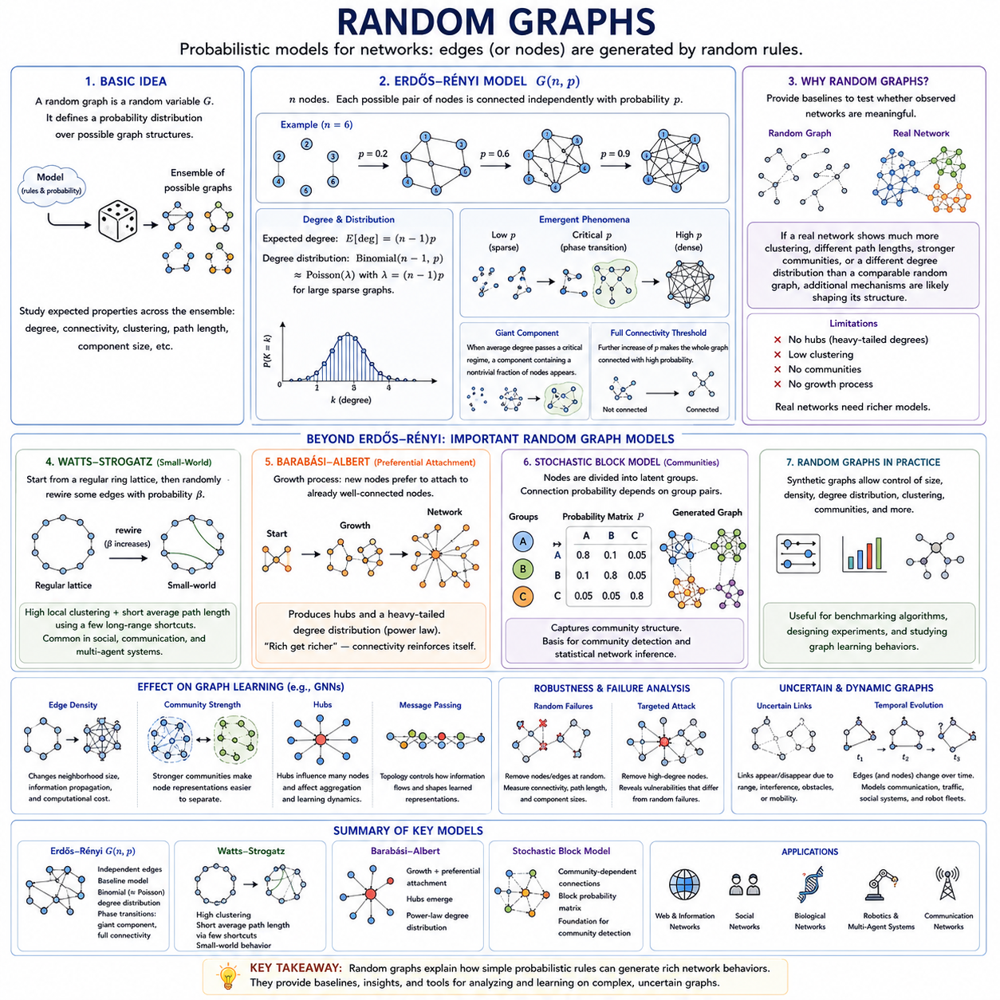 RANDOM GRAPHS
Probabilistic models for networks: edges (or nodes) are generated by random rules.
1. BASIC IDEA
A random graph is a random variable G.
It defines a probability distribution
over possible graph structures.
Model
(rules & probability)
Ensemble of
possible graphs
Study expected properties across the ensemble:
degree, connectivity, clustering, path length,
component size, etc.
2. ERDŐS–RÉNYI MODEL G(n, p)
n nodes. Each possible pair of nodes is connected independently with probability p.
Example (n = 6)
2
2
3
4
6
6
p = 0.2
p = 0.6
p = 0.9
Degree & Distribution
Expected degree: E[deg] = (n − 1)p
Degree distribution: Binomial(n − 1, p)
≈ Poisson(λ) with λ = (n − 1)p
for large sparse graphs.
P(K = k)
0
4
k (degree)
Emergent Phenomena
Low p
(sparse)
Critical p
(phase transition)
High p
(dense)
Giant Component
When average degree passes a critical
regime, a component containing a
nontrivial fraction of nodes appears.
Full Connectivity Threshold
Further increase of p makes the whole graph
connected with high probability.
Not connected
Connected
3. WHY RANDOM GRAPHS?
Provide baselines to test whether observed
networks are meaningful.
Random Graph
Real Network
If a real network shows much more
clustering, different path lengths, stronger
communities, or a different degree
distribution than a comparable random
graph, additional mechanisms are likely
shaping its structure.
Limitations
× No hubs (heavy-tailed degrees)
× Low clustering
× No communities
× No growth process
Real networks need richer models.
BEYOND ERDŐS–RÉNYI: IMPORTANT RANDOM GRAPH MODELS
4. WATTS–STROGATZ (Small-World)
Start from a regular ring lattice, then randomly
rewire some edges with probability β.
rewire
(β increases)
Regular lattice
Small-world
High local clustering + short average path length
using a few long-range shortcuts.
Common in social, communication, and
multi-agent systems.
5. BARABÁSI–ALBERT (Preferential Attachment)
Growth process: new nodes prefer to attach to
already well-connected nodes.
Start
Growth
Network
Produces hubs and a heavy-tailed
degree distribution (power law).
“Rich get richer” — connectivity reinforces itself.
6. STOCHASTIC BLOCK MODEL (Communities)
Nodes are divided into latent groups.
Connection probability depends on group pairs.
Groups
A
B
C
Probability Matrix P
A B C
A 0.8 0.1 0.05
B 0.1 0.8 0.05
C 0.05 0.05 0.8
Generated Graph
Captures community structure.
Basis for community detection and
statistical network inference.
7. RANDOM GRAPHS IN PRACTICE
Synthetic graphs allow control of size,
density, degree distribution, clustering,
communities, and more.
Useful for benchmarking algorithms,
designing experiments, and studying
graph learning behaviors.
EFFECT ON GRAPH LEARNING (e.g., GNNs)
Edge Density
Changes neighborhood size,
information propagation,
and computational cost.
Community Strength
Stronger communities make
node representations easier
to separate.
Hubs
Hubs influence many nodes
and affect aggregation
and learning dynamics.
Message Passing
Topology controls how information
flows and shapes learned
representations.
ROBUSTNESS & FAILURE ANALYSIS
Random Failures
Remove nodes/edges at random.
Measure connectivity, path length,
and component sizes.
Targeted Attack
Remove high-degree nodes.
Reveals vulnerabilities that differ
from random failures.
UNCERTAIN & DYNAMIC GRAPHS
Uncertain Links
Links appear/disappear due to
range, interference, obstacles,
or mobility.
Temporal Evolution
?
t1
t2
t3
Edges (and nodes) change over time.
Models communication, traffic,
social systems, and robot fleets.
SUMMARY OF KEY MODELS
Erdős–Rényi G(n, p)
Independent edges
Baseline model
Binomial (≈ Poisson)
degree distribution
Phase transitions:
giant component,
full connectivity
Watts–Strogatz
High clustering
Short average path length
via few shortcuts
Small-world behavior
Barabási–Albert
Growth + preferential
attachment
Hubs emerge
Power-law degree
distribution
Stochastic Block Model
Community-dependent
connections
Block probability
matrix
Foundation for
community detection
APPLICATIONS
Web & Information
Networks
Social
Networks
Biological
Networks
Robotics &
Multi-Agent Systems
Communication
Networks
KEY TAKEAWAY: Random graphs explain how simple probabilistic rules can generate rich network behaviors.
They provide baselines, insights, and tools for analyzing and learning on complex, uncertain graphs.